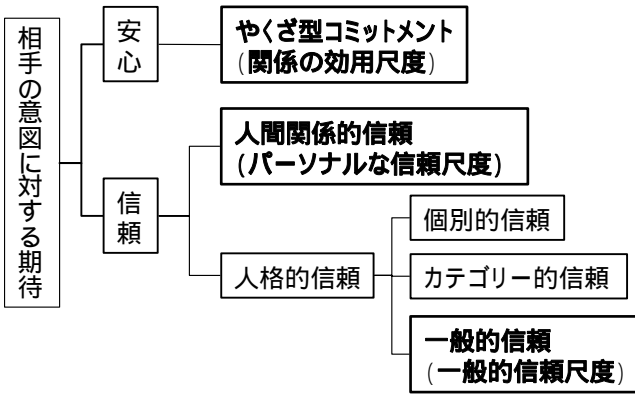 相手の意図に対する期待
安心
やくざ型コミットメント
(関係の効用尺度)
信頼
人間関係的信頼
(パーソナルな信頼尺度)
人格的信頼
個別的信頼
カテゴリー的信頼
一般的信頼
(一般的信頼尺度)